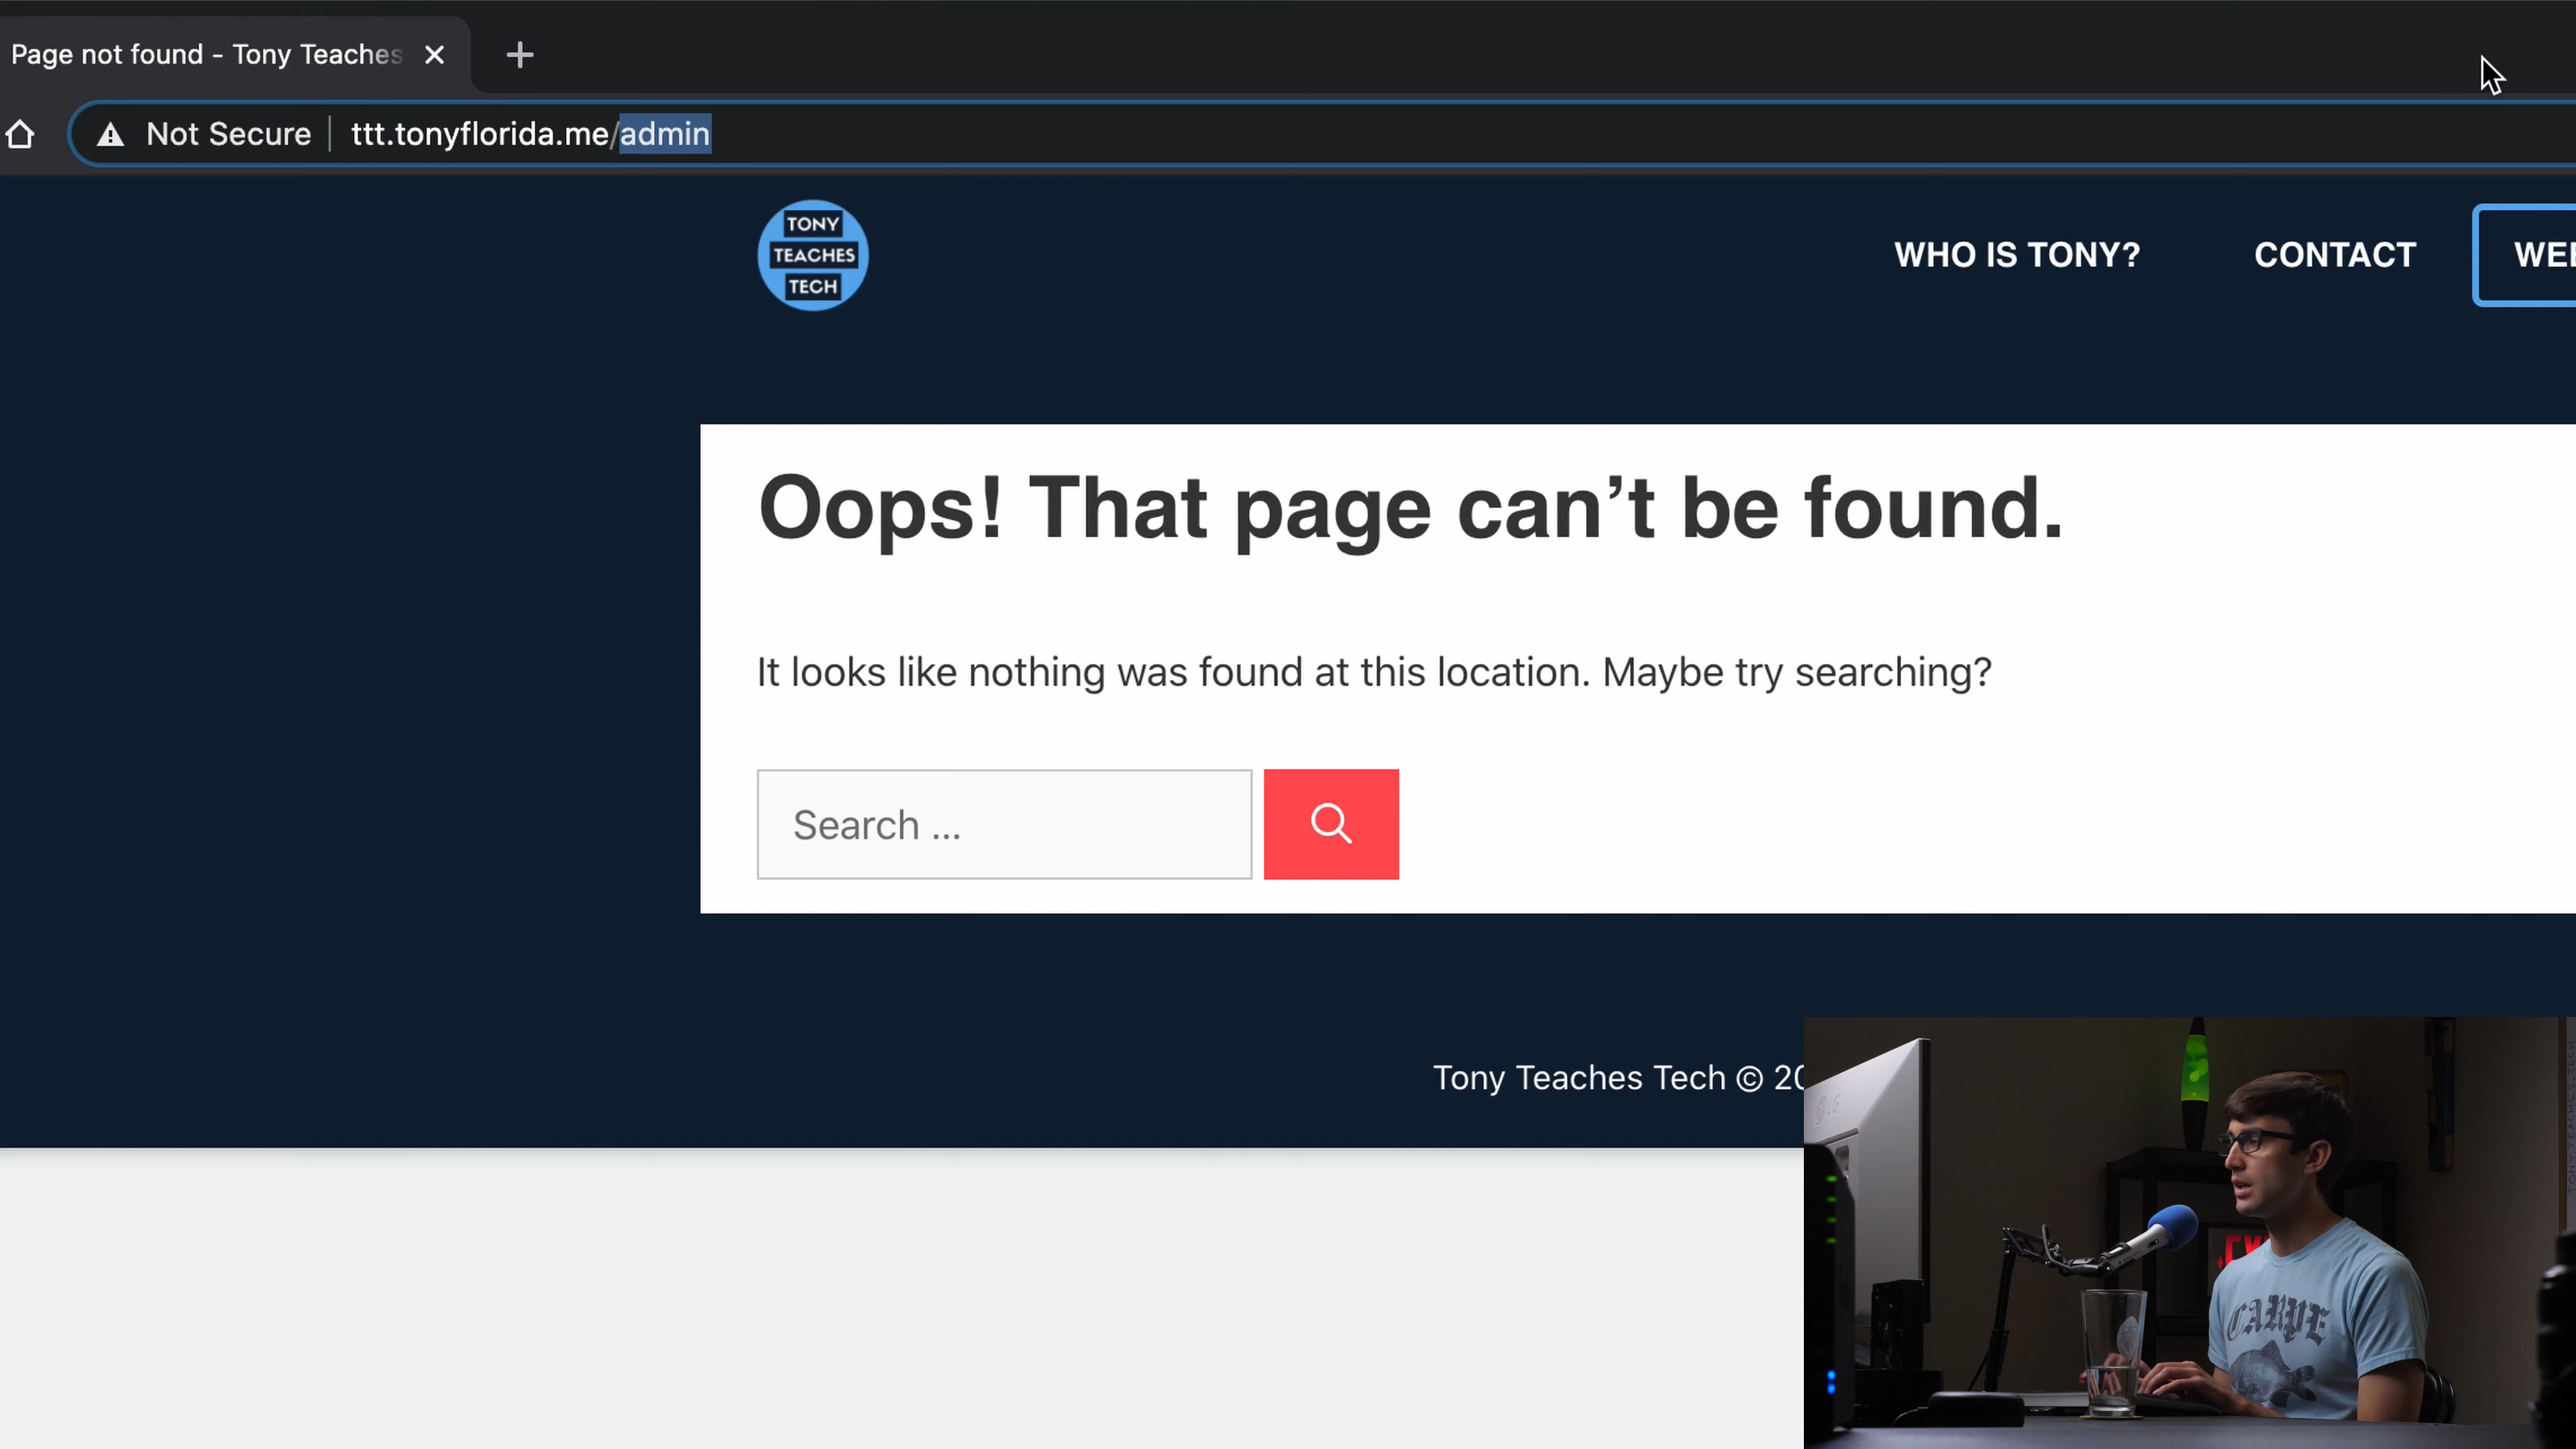 Page not found - Tony Teaches
Not Secure
ttt.tonyflorida.me/admin
TONY
TEACHES
TECH
WHO IS TONY?
CONTACT
Oops! That page can’t be found.
It looks like nothing was found at this location. Maybe try searching?
Search ...
Tony Teaches Tech © 20
LG
CARPE